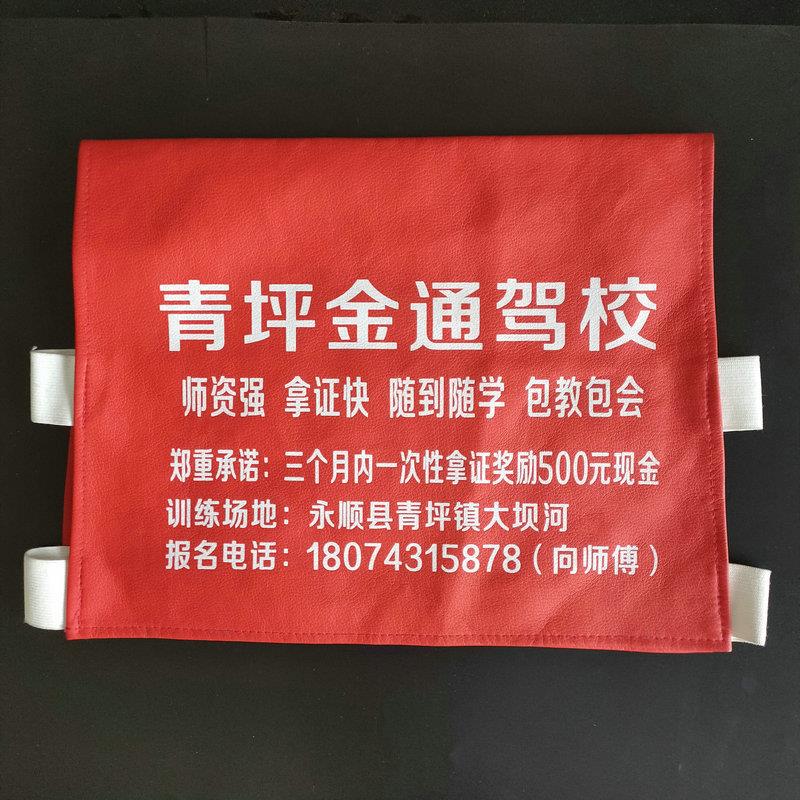 青坪金通驾校
师资强 拿证快 随到随学 包教包会
郑重承诺：三个月内一次性拿证奖励500元现金
训练场地：永顺县青坪镇大坝河
报名电话：18074315878（向师傅）